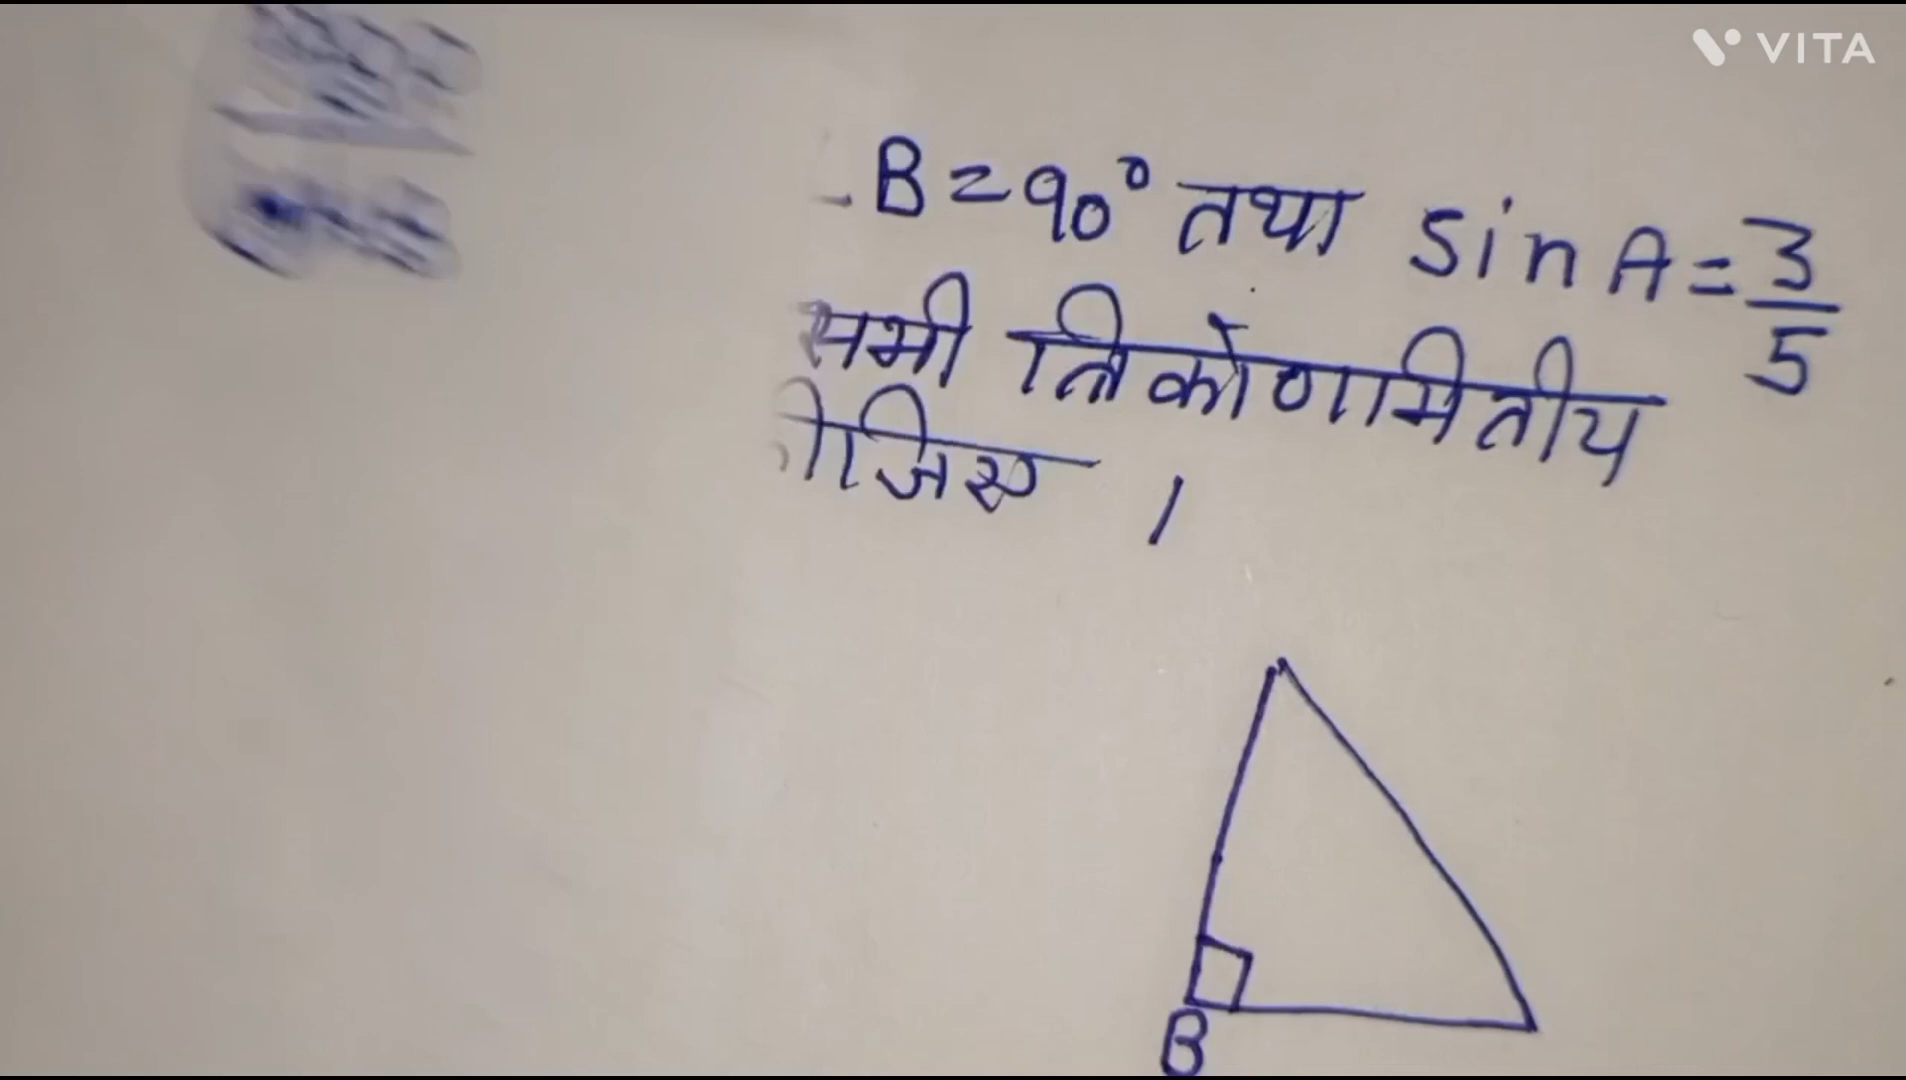 VITA
B = 90° तथा sin A = 3/5
सभी त्रिकोणमितीय
ीजिए ।
B